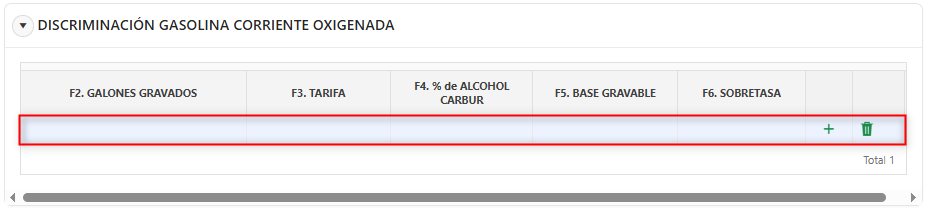 DISCRIMINACIÓN GASOLINA CORRIENTE OXIGENADA
F2. GALONES GRAVADOS
F3. TARIFA
F4. % de ALCOHOL
CARBUR
F5. BASE GRAVABLE
F6. SOBRETASA
Total 1